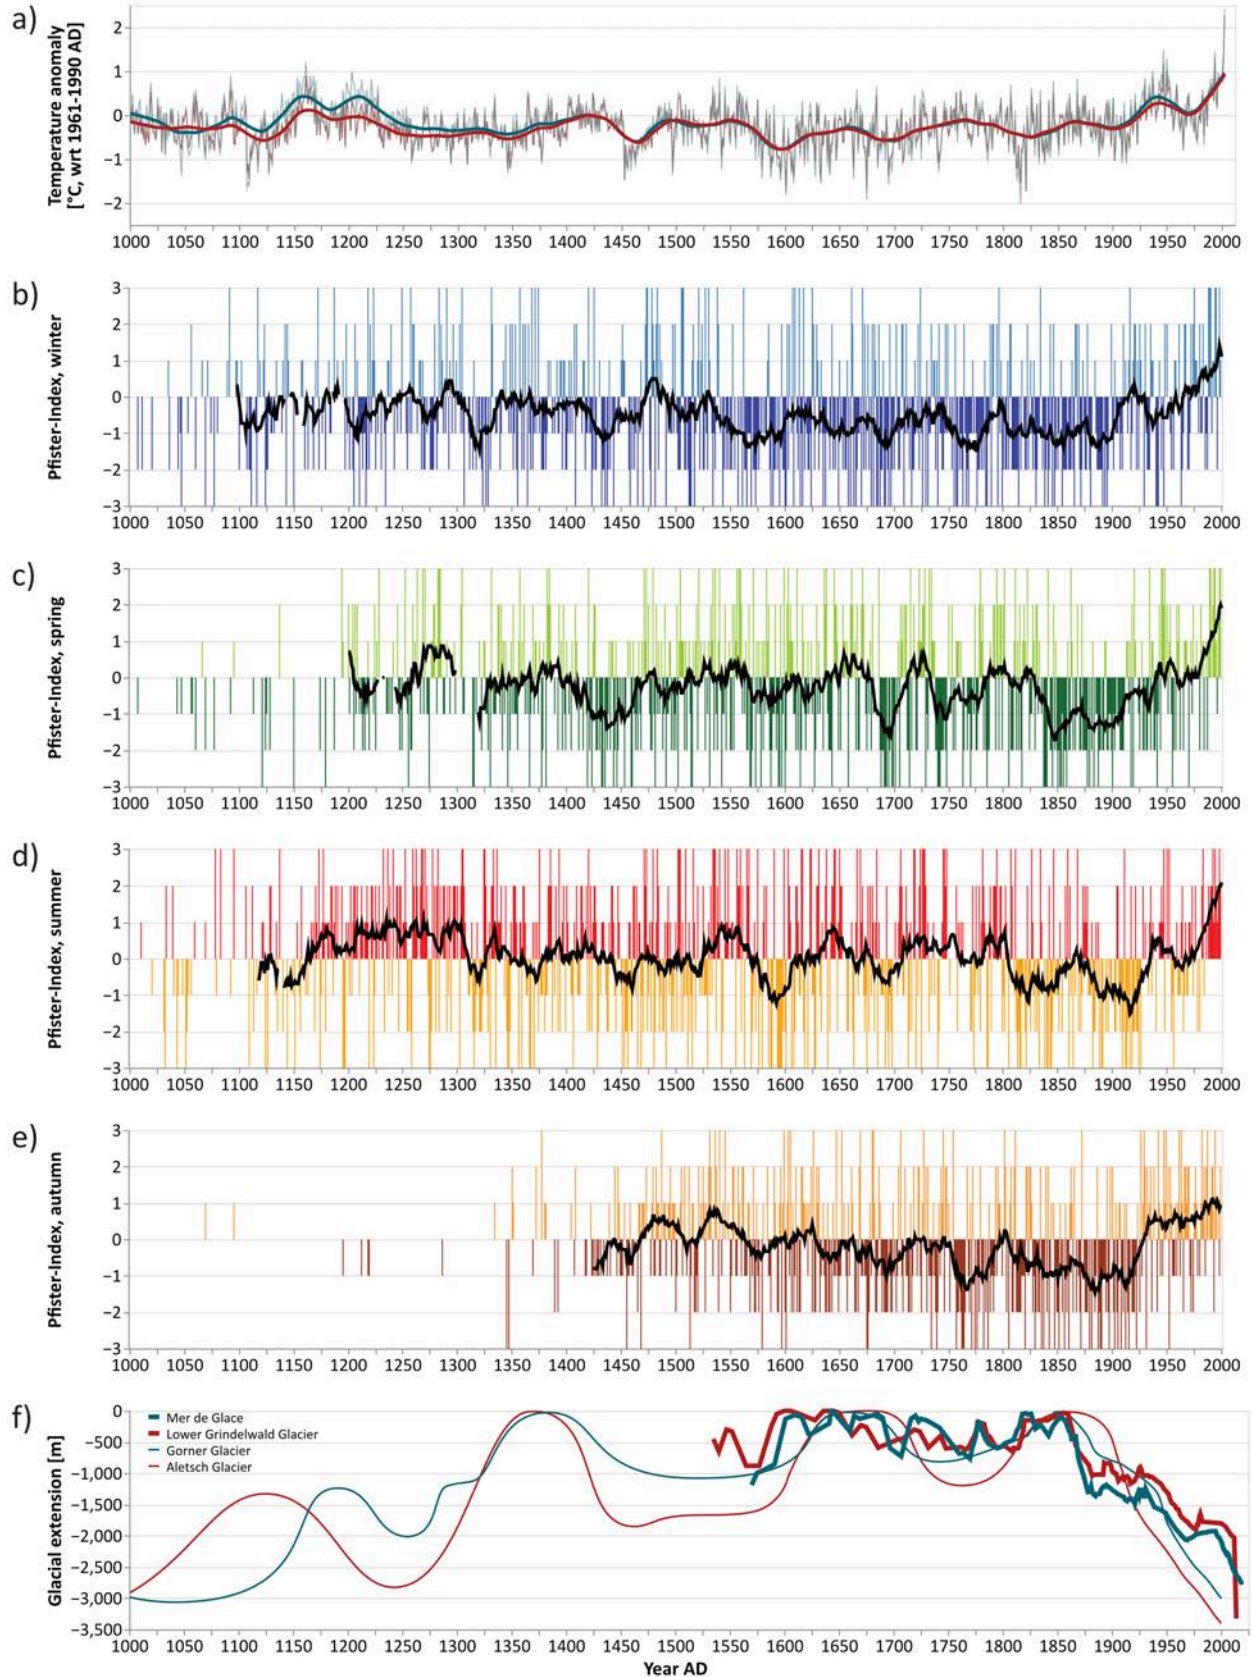 a)
Temperature anomaly
[°C, wrt 1961-1990 AD]
2
1
0
−1
−2
1000 1050 1100 1150 1200 1250 1300 1350 1400 1450 1500 1550 1600 1650 1700 1750 1800 1850 1900 1950 2000
b)
Pfister-Index, winter
3
2
1
0
−1
−2
−3
1000 1050 1100 1150 1200 1250 1300 1350 1400 1450 1500 1550 1600 1650 1700 1750 1800 1850 1900 1950 2000
c)
Pfister-Index, spring
3
2
1
0
−1
−2
−3
1000 1050 1100 1150 1200 1250 1300 1350 1400 1450 1500 1550 1600 1650 1700 1750 1800 1850 1900 1950 2000
d)
Pfister-Index, summer
3
2
1
0
−1
−2
−3
1000 1050 1100 1150 1200 1250 1300 1350 1400 1450 1500 1550 1600 1650 1700 1750 1800 1850 1900 1950 2000
e)
Pfister-Index, autumn
3
2
1
0
−1
−2
−3
1000 1050 1100 1150 1200 1250 1300 1350 1400 1450 1500 1550 1600 1650 1700 1750 1800 1850 1900 1950 2000
f)
Glacial extension [m]
0
−500
−1,000
−1,500
−2,000
−2,500
−3,000
−3,500
Mer de Glace
Lower Grindelwald Glacier
Gorner Glacier
Aletsch Glacier
1000 1050 1100 1150 1200 1250 1300 1350 1400 1450 1500 1550 1600 1650 1700 1750 1800 1850 1900 1950 2000
Year AD